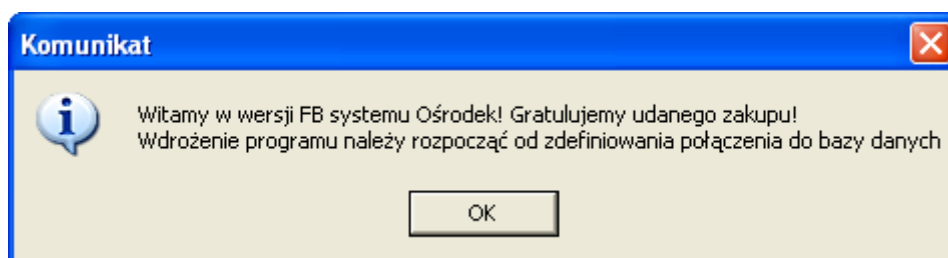 Komunikat
Witamy w wersji FB systemu Ośrodek! Gratulujemy udanego zakupu!
Wdrożenie programu należy rozpocząć od zdefiniowania połączenia do bazy danych
OK